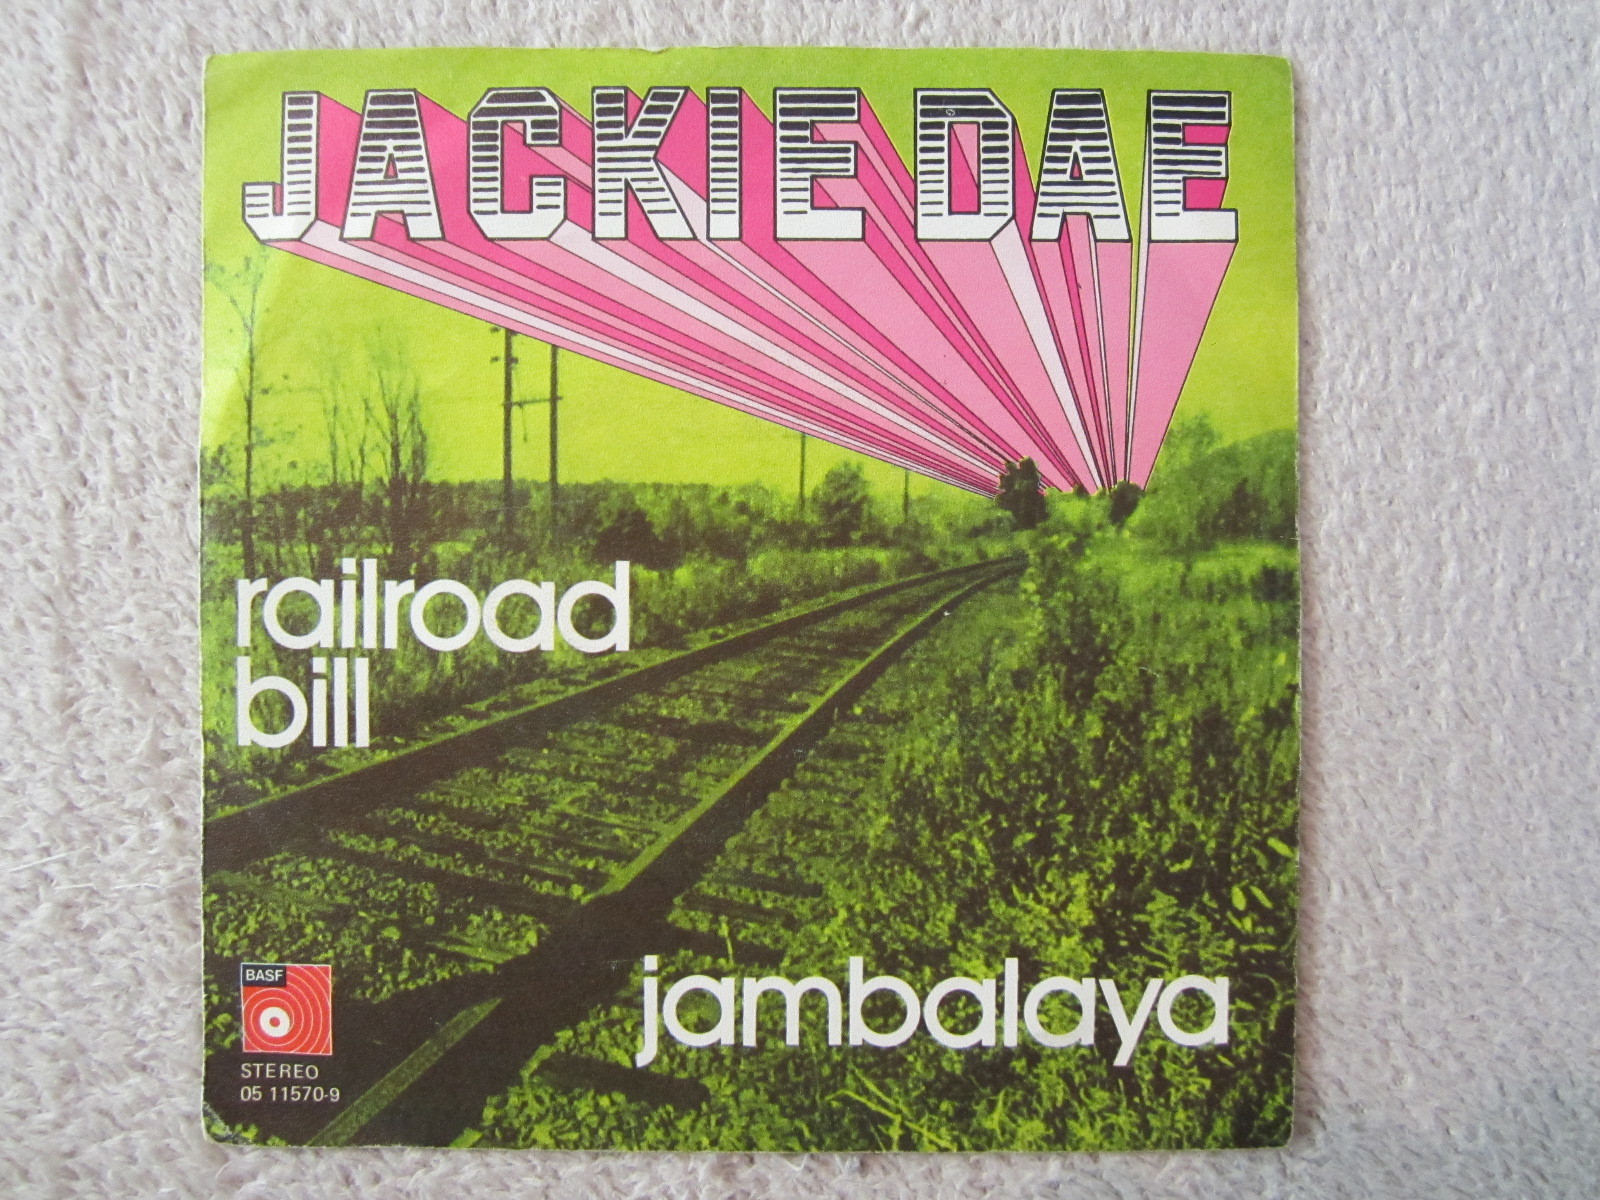 JACKIE DAE
railroad
bill
jambalaya
BASF
STEREO
05 11570-9